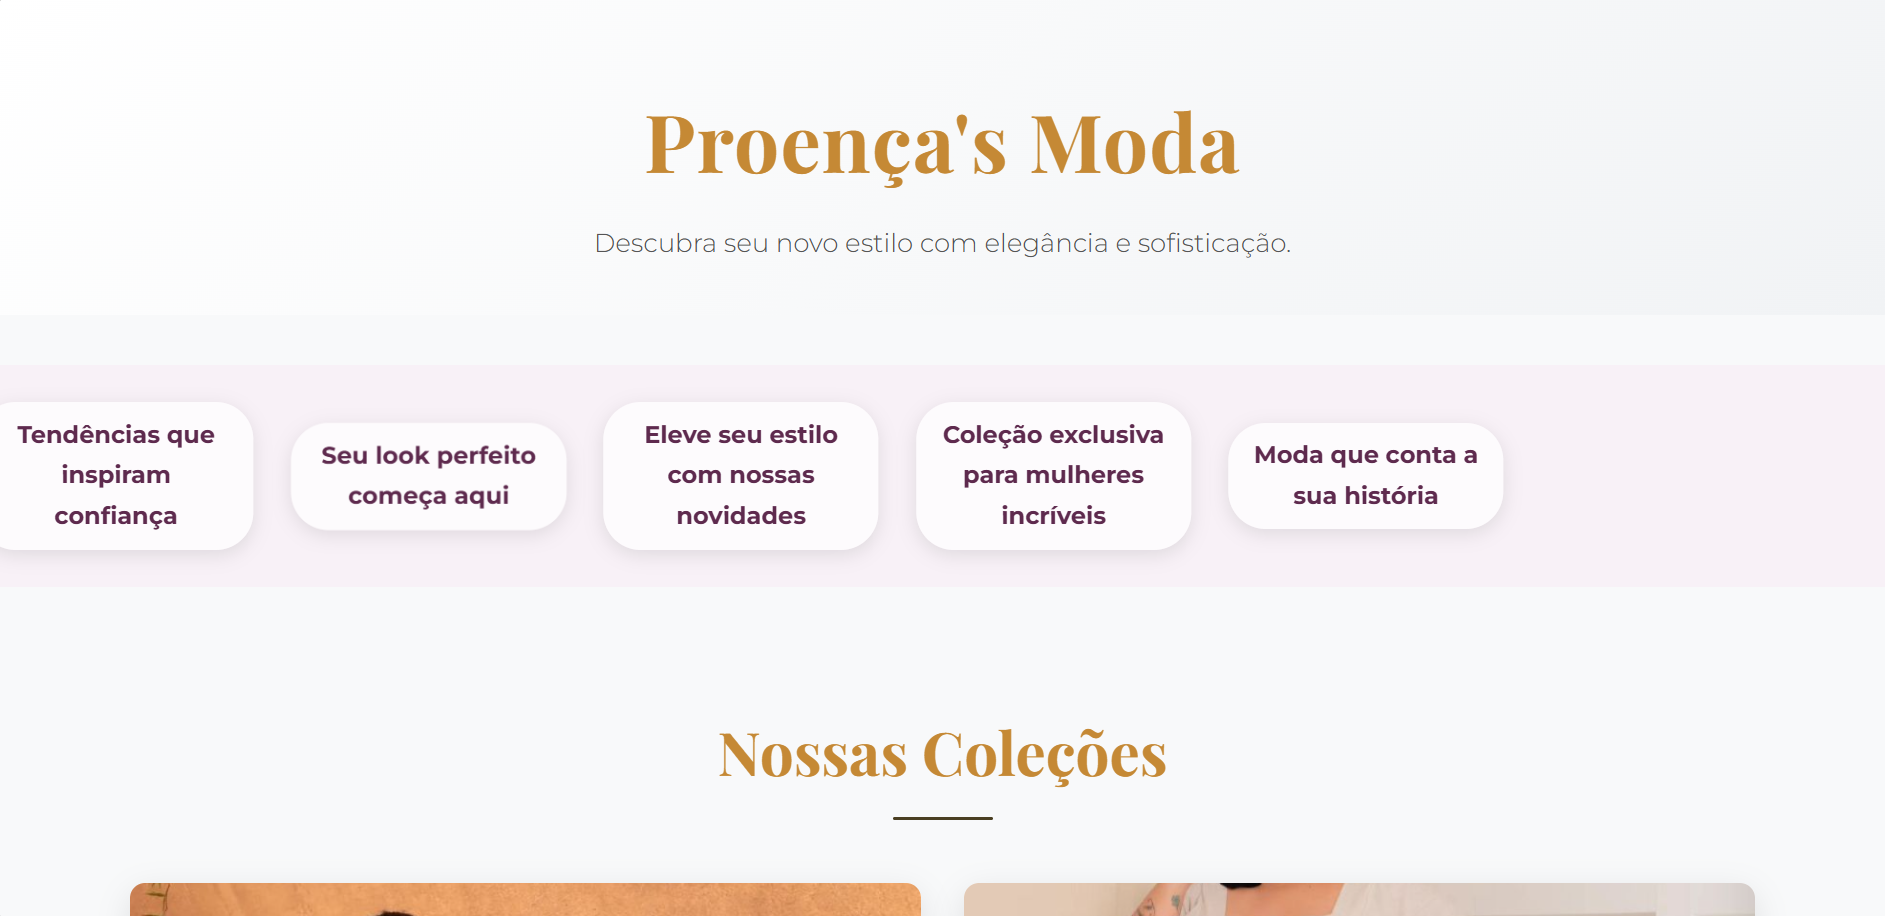 Proença's Moda
Descubra seu novo estilo com elegância e sofisticação.
Tendências que
inspiram
confiança
Seu look perfeito
começa aqui
Eleve seu estilo
com nossas
novidades
Coleção exclusiva
para mulheres
incríveis
Moda que conta a
sua história
Nossas Coleções